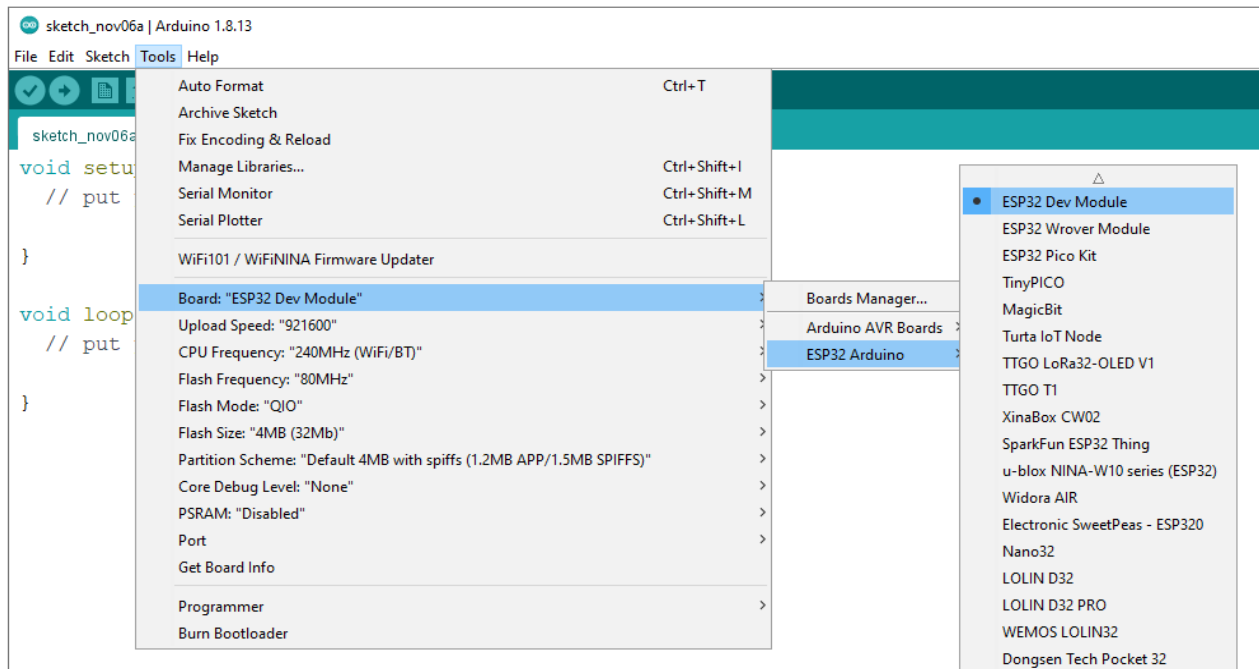 sketch_nov06a | Arduino 1.8.13
File Edit Sketch Tools Help
sketch_nov06a
void setu
// put
}
void loop
// put
}
Auto Format Ctrl+T
Archive Sketch
Fix Encoding & Reload
Manage Libraries... Ctrl+Shift+I
Serial Monitor Ctrl+Shift+M
Serial Plotter Ctrl+Shift+L
WiFi101 / WiFiNINA Firmware Updater
Board: "ESP32 Dev Module"
Upload Speed: "921600"
CPU Frequency: "240MHz (WiFi/BT)"
Flash Frequency: "80MHz"
Flash Mode: "QIO"
Flash Size: "4MB (32Mb)"
Partition Scheme: "Default 4MB with spiffs (1.2MB APP/1.5MB SPIFFS)"
Core Debug Level: "None"
PSRAM: "Disabled"
Port
Get Board Info
Programmer
Burn Bootloader
Boards Manager...
Arduino AVR Boards
ESP32 Arduino
ESP32 Dev Module
ESP32 Wrover Module
ESP32 Pico Kit
TinyPICO
MagicBit
Turta IoT Node
TTGO LoRa32-OLED V1
TTGO T1
XinaBox CW02
SparkFun ESP32 Thing
u-blox NINA-W10 series (ESP32)
Widora AIR
Electronic SweetPeas - ESP320
Nano32
LOLIN D32
LOLIN D32 PRO
WEMOS LOLIN32
Dongsen Tech Pocket 32